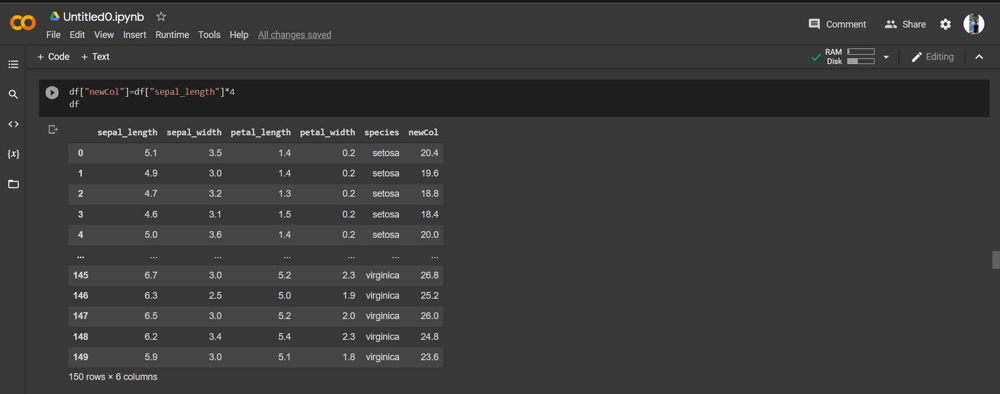 Untitled0.ipynb
File Edit View Insert Runtime Tools Help All changes saved
Comment Share
+ Code + Text
RAM
Disk
Editing
df["newCol"]=df["sepal_length"]*4
df
sepal_length sepal_width petal_length petal_width species newCol
0 5.1 3.5 1.4 0.2 setosa 20.4
1 4.9 3.0 1.4 0.2 setosa 19.6
2 4.7 3.2 1.3 0.2 setosa 18.8
3 4.6 3.1 1.5 0.2 setosa 18.4
4 5.0 3.6 1.4 0.2 setosa 20.0
... ... ... ... ... ... ...
145 6.7 3.0 5.2 2.3 virginica 26.8
146 6.3 2.5 5.0 1.9 virginica 25.2
147 6.5 3.0 5.2 2.0 virginica 26.0
148 6.2 3.4 5.4 2.3 virginica 24.8
149 5.9 3.0 5.1 1.8 virginica 23.6
150 rows × 6 columns